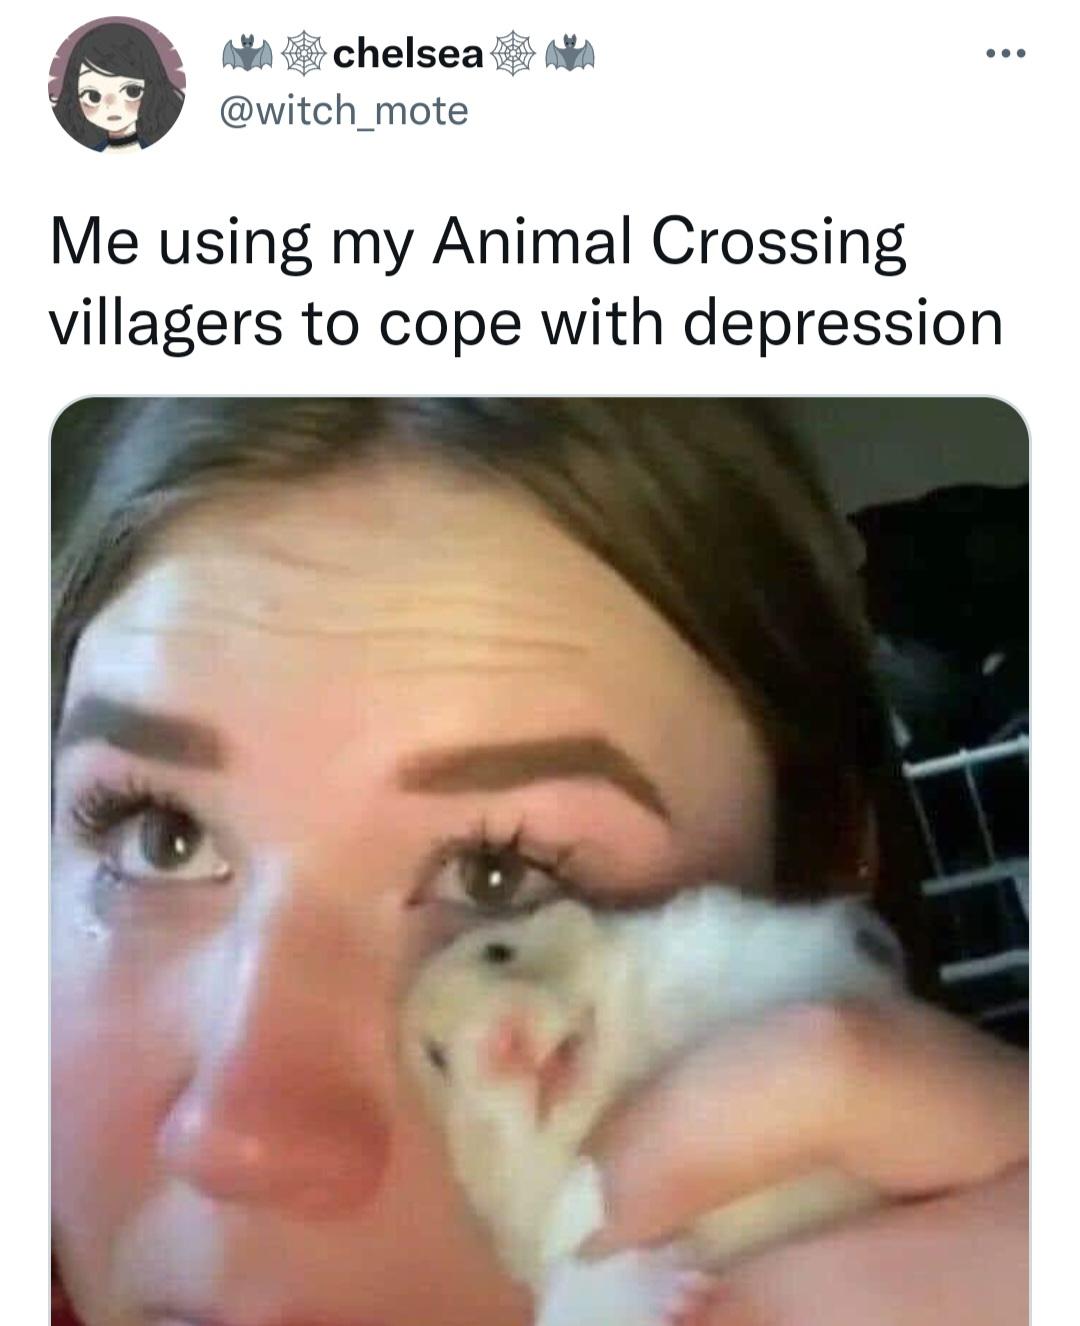 🦇🕸️chelsea🕸️🦇
@witch_mote
Me using my Animal Crossing
villagers to cope with depression